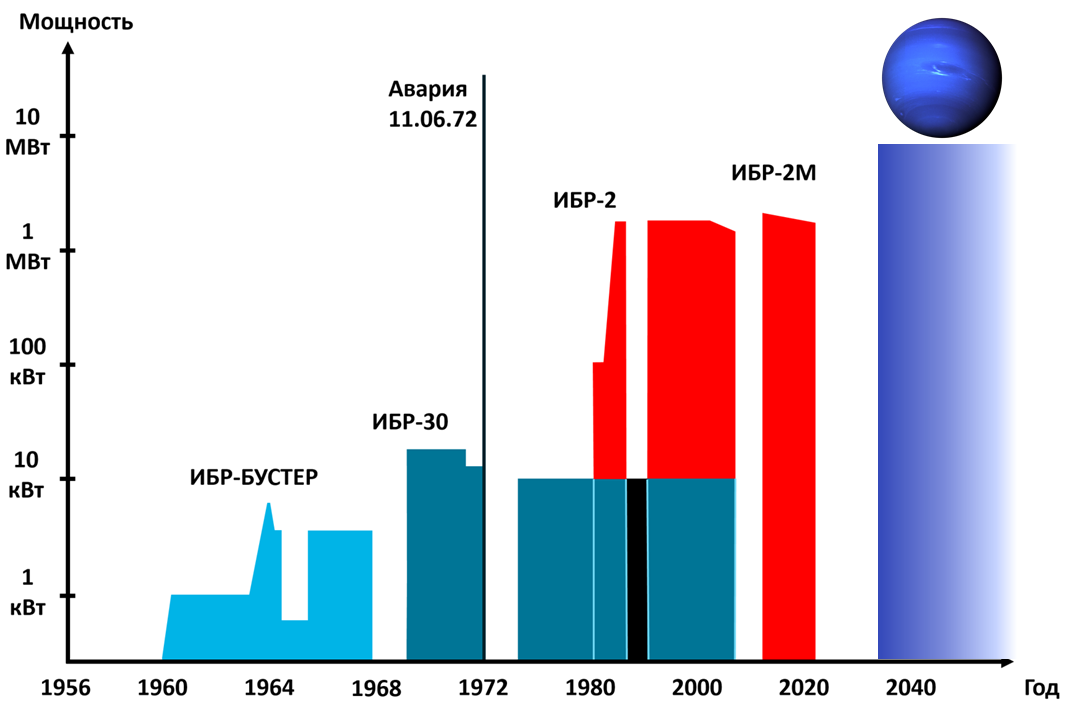 Мощность
Авария
11.06.72
10
МВт
ИБР-2М
ИБР-2
1
МВт
100
кВт
ИБР-30
10
кВт
ИБР-БУСТЕР
1
кВт
1956 1960 1964 1968 1972 1980 2000 2020 2040 Год